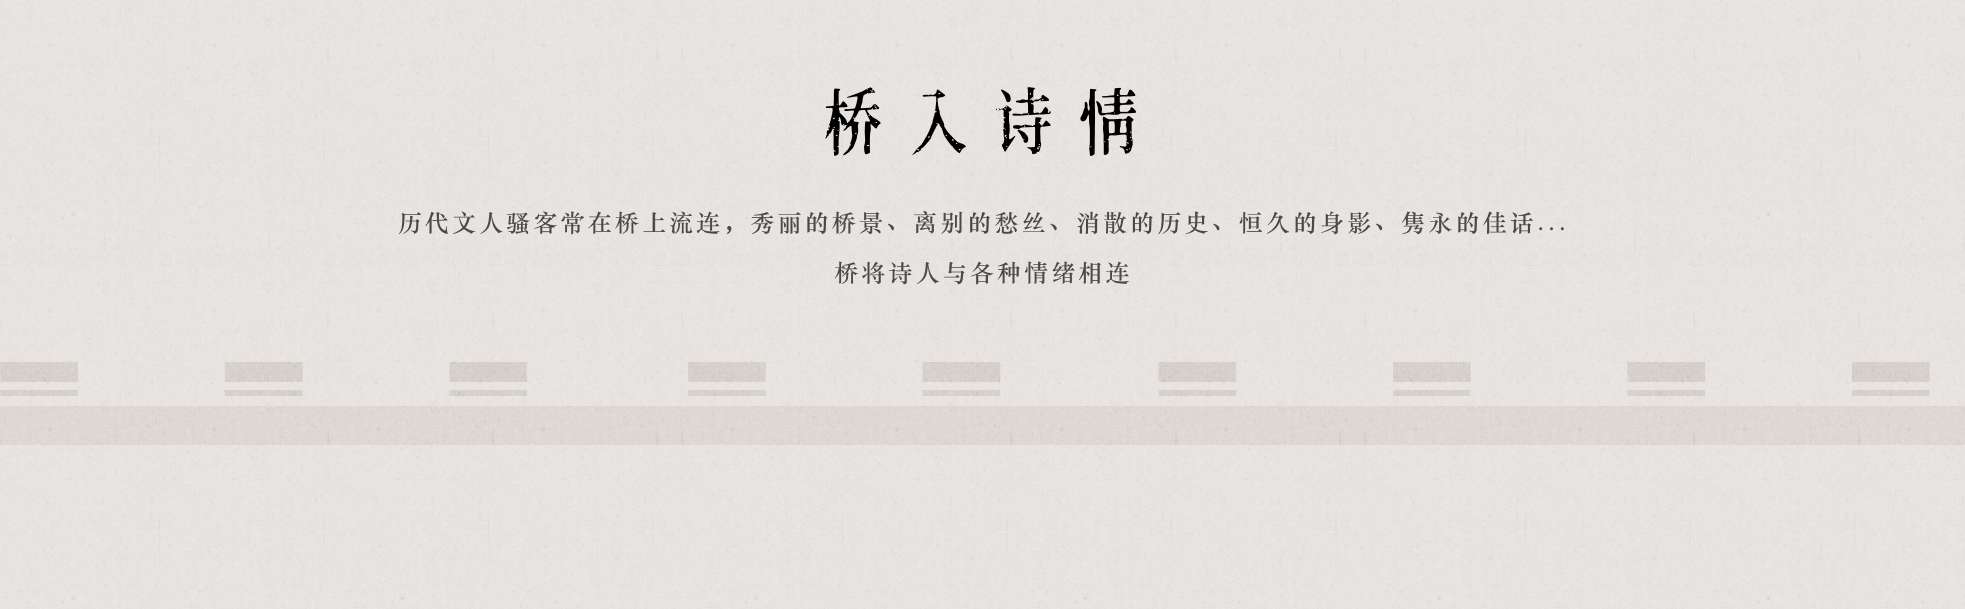 桥入诗情
历代文人骚客常在桥上流连，秀丽的桥景、离别的愁丝、消散的历史、恒久的身影、隽永的佳话...
桥将诗人与各种情绪相连